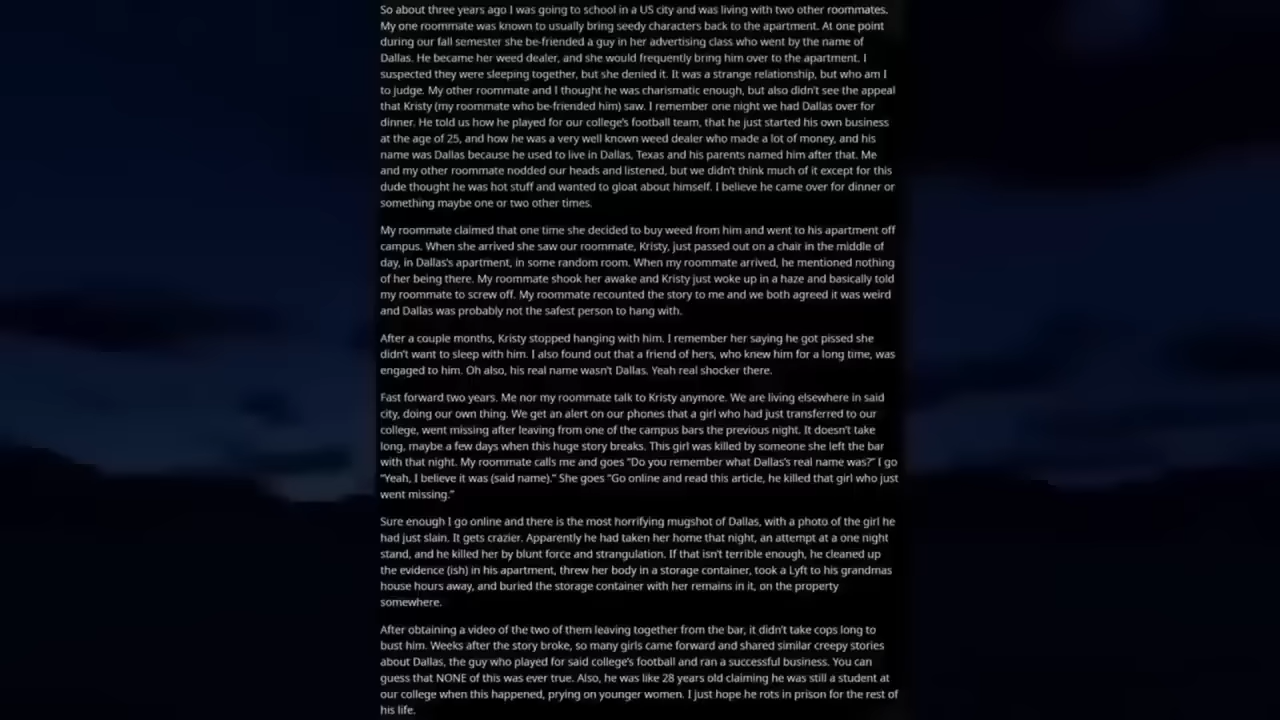 So about three years ago I was going to school in a US city and was living with two other roommates.
My one roommate was known to usually bring seedy characters back to the apartment. At one point
during our fall semester she be-friended a guy in her advertising class who went by the name of
Dallas. He became her weed dealer, and she would frequently bring him over to the apartment. I
suspected they were sleeping together, but she denied it. It was a strange relationship, but who am I
to judge. My other roommate and I thought he was charismatic enough, but also didn't see the appeal
that Kristy (my roommate who be-friended him) saw. I remember one night we had Dallas over for
dinner. He told us how he played for our college's football team, that he just started his own business
at the age of 25, and how he was a very well known weed dealer who made a lot of money, and his
name was Dallas because he used to live in Dallas, Texas and his parents named him after that. Me
and my other roommate nodded our heads and listened, but we didn't think much of it except for this
dude thought he was hot stuff and wanted to gloat about himself. I believe he came over for dinner or
something maybe one or two other times.
My roommate claimed that one time she decided to buy weed from him and went to his apartment off
campus. When she arrived she saw our roommate, Kristy, just passed out on a chair in the middle of
day, in Dallas's apartment, in some random room. When my roommate arrived, he mentioned nothing
of her being there. My roommate shook her awake and Kristy just woke up in a haze and basically told
my roommate to screw off. My roommate recounted the story to me and we both agreed it was weird
and Dallas was probably not the safest person to hang with.
After a couple months, Kristy stopped hanging with him. I remember her saying he got pissed she
didn't want to sleep with him. I also found out that a friend of hers, who knew him for a long time, was
engaged to him. Oh also, his real name wasn't Dallas. Yeah real shocker there.
Fast forward two years. Me nor my roommate talk to Kristy anymore. We are living elsewhere in said
city, doing our own thing. We get an alert on our phones that a girl who had just transferred to our
college, went missing after leaving from one of the campus bars the previous night. It doesn't take
long, maybe a few days when this huge story breaks. This girl was killed by someone she left the bar
with that night. My roommate calls me and goes "Do you remember what Dallas's real name was?" I go
"Yeah, I believe it was (said name)." She goes "Go online and read this article, he killed that girl who just
went missing."
Sure enough I go online and there is the most horrifying mugshot of Dallas, with a photo of the girl he
had just slain. It gets crazier. Apparently he had taken her home that night, an attempt at a one night
stand, and he killed her by blunt force and strangulation. If that isn't terrible enough, he cleaned up
the evidence (ish) in his apartment, threw her body in a storage container, took a Lyft to his grandmas
house hours away, and buried the storage container with her remains in it, on the property
somewhere.
After obtaining a video of the two of them leaving together from the bar, it didn't take cops long to
bust him. Weeks after the story broke, so many girls came forward and shared similar creepy stories
about Dallas, the guy who played for said college's football and ran a successful business. You can
guess that NONE of this was ever true. Also, he was like 28 years old claiming he was still a student at
our college when this happened, prying on younger women. I just hope he rots in prison for the rest of
his life.